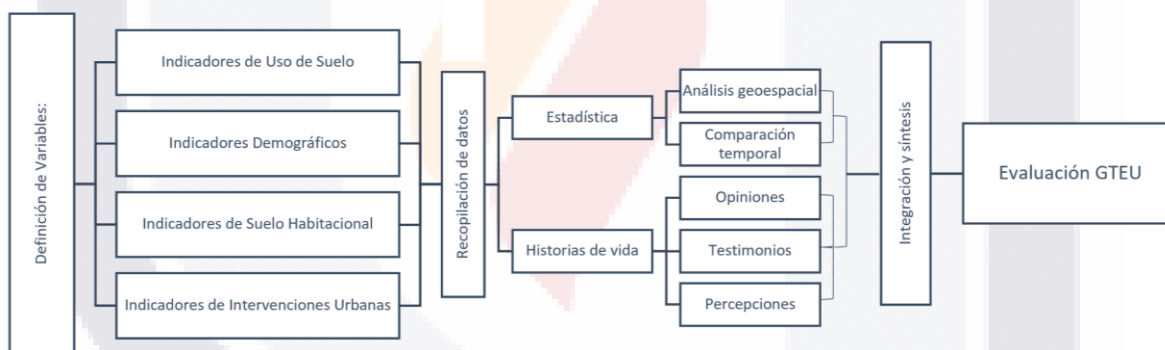 Definición de Variables:
Indicadores de Uso de Suelo
Indicadores Demográficos
Indicadores de Suelo Habitacional
Indicadores de Intervenciones Urbanas
Recopilación de datos
Estadística
Historias de vida
Análisis geoespacial
Comparación
temporal
Opiniones
Testimonios
Percepciones
Integración y síntesis
Evaluación GTEU